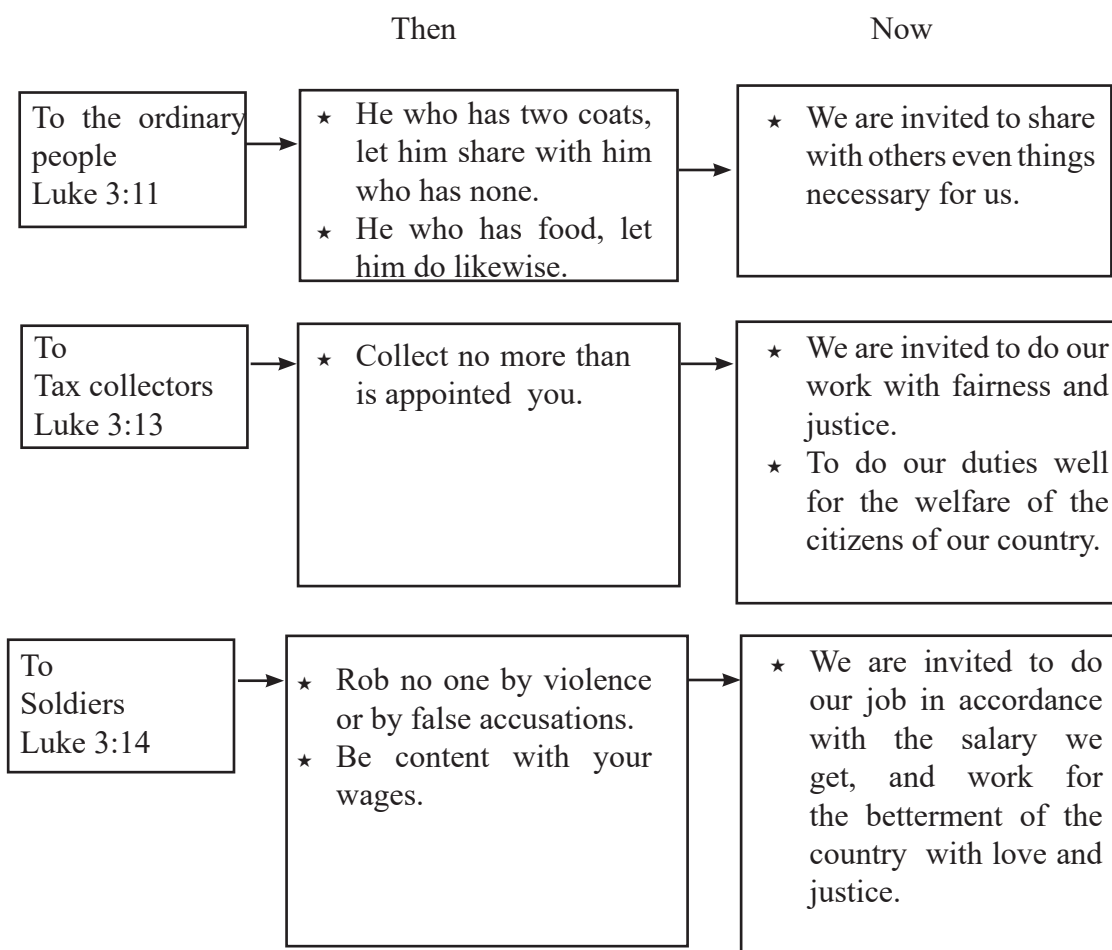 Then
Now
To the ordinary
people
Luke 3:11
★ He who has two coats,
let him share with him
who has none.
★ He who has food, let
him do likewise.
★ We are invited to share
with others even things
necessary for us.
To
Tax collectors
Luke 3:13
★ Collect no more than
is appointed you.
★ We are invited to do our
work with fairness and
justice.
★ To do our duties well
for the welfare of the
citizens of our country.
To
Soldiers
Luke 3:14
★ Rob no one by violence
or by false accusations.
★ Be content with your
wages.
★ We are invited to do
our job in accordance
with the salary we
get, and work for
the betterment of the
country with love and
justice.